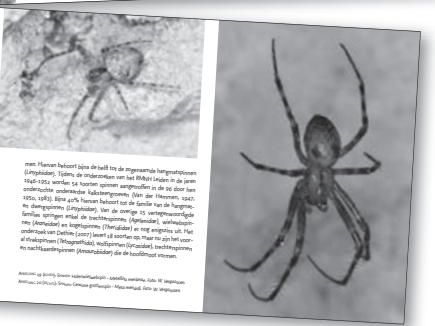 men. Hiervan behoort bijna de helft tot de zogenaamde hangmatspinnen
(Linyphiidae). Tijdens de onderzoeken van het RMNH Leiden in de jaren
1946-1952 worden 54 soorten spinnen aangetroffen in de 96 door hen
onderzochte onderaardse kalksteengroeven (Van der Hammen, 1947,
1950, 1983). Bijna 40% hiervan behoort tot de familie van de hangmat-
en dwergspinnen (Linyphiidae). Van de overige 15 vertegenwoordigde
families springen enkel de trechterspinnen (Agelenidae), wielwebspin-
nen (Araneidae) en kogelspinnen (Theridiidae) er nog enigszins uit. Het
onderzoek van Dethier (2007) levert 18 soorten op, maar nu zijn het voor-
al strekspinnen (Tetragnathidae), wolfspinnen (Lycosidae), trechterspinnen
en nachtkaardespinnen (Amaurobiidae) die de hoofdmoot vormen.